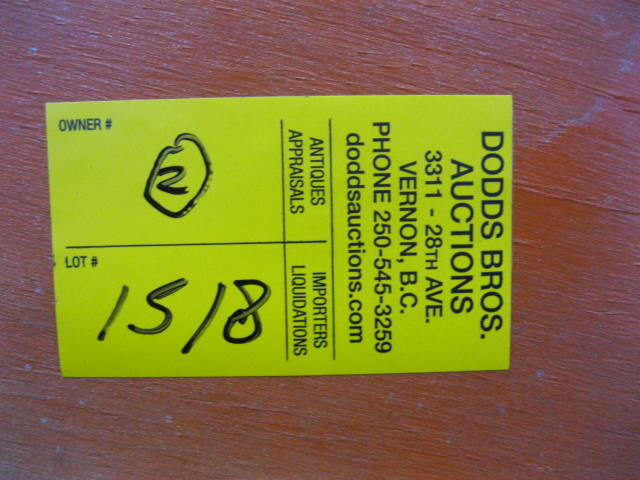 DODDS BROS.
AUCTIONS
3311 - 28TH AVE.
VERNON, B.C.
PHONE 250-545-3259
doddsauctions.com
ANTIQUES
APPRAISALS
IMPORTERS
LIQUIDATIONS
OWNER #
2
LOT #
1518